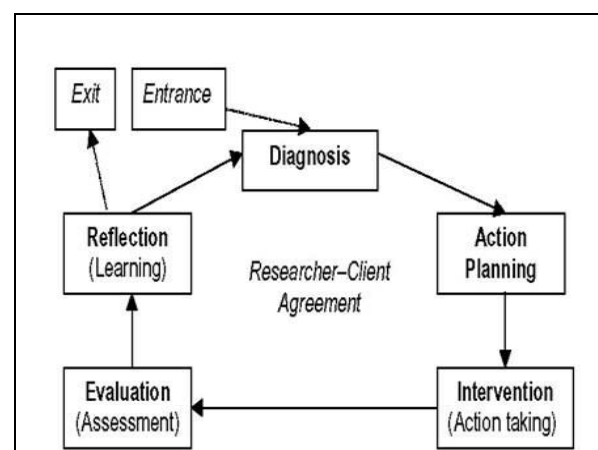 Exit
Entrance
Diagnosis
Reflection
(Learning)
Action
Planning
Researcher–Client
Agreement
Evaluation
(Assessment)
Intervention
(Action taking)